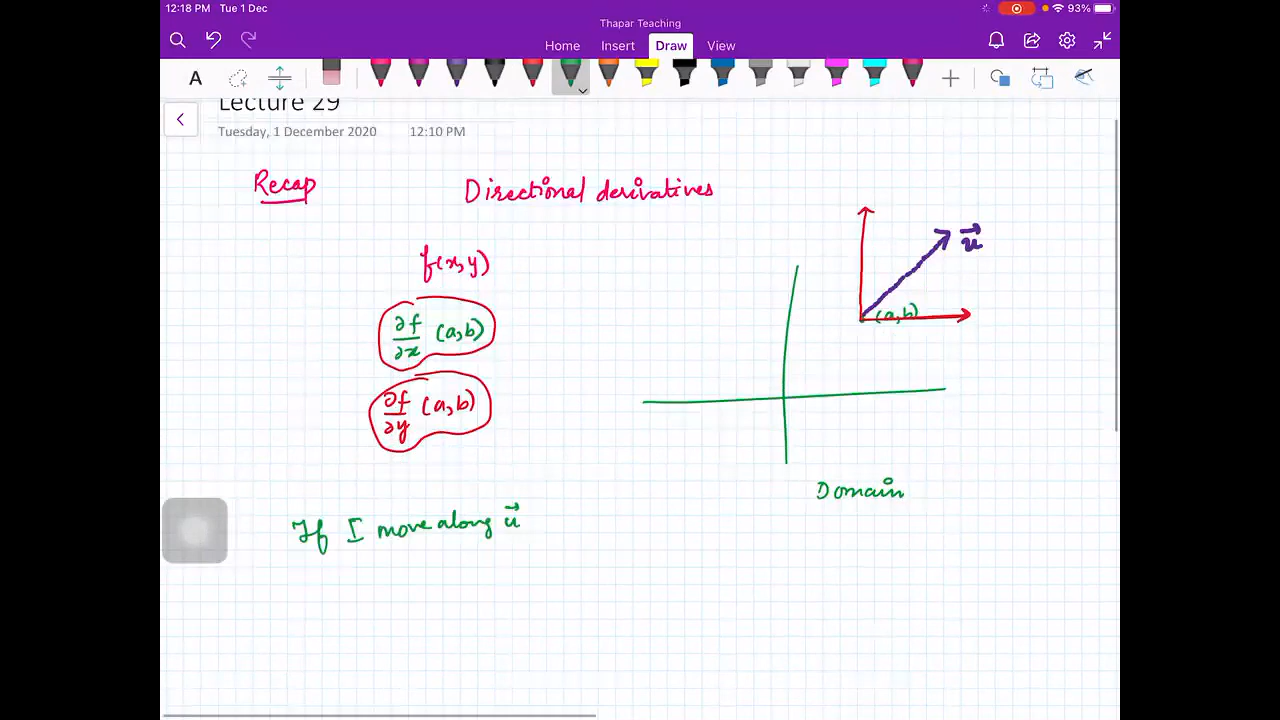 12:18 PM Tue 1 Dec 93%
Thapar Teaching
Home Insert Draw View
A
Lecture 29
Tuesday, 1 December 2020 12:10 PM
Recap Directional derivatives
f(x,y)
∂f/∂x (a,b)
∂f/∂y (a,b)
u⃗
(a,b)
Domain
If I move along u⃗